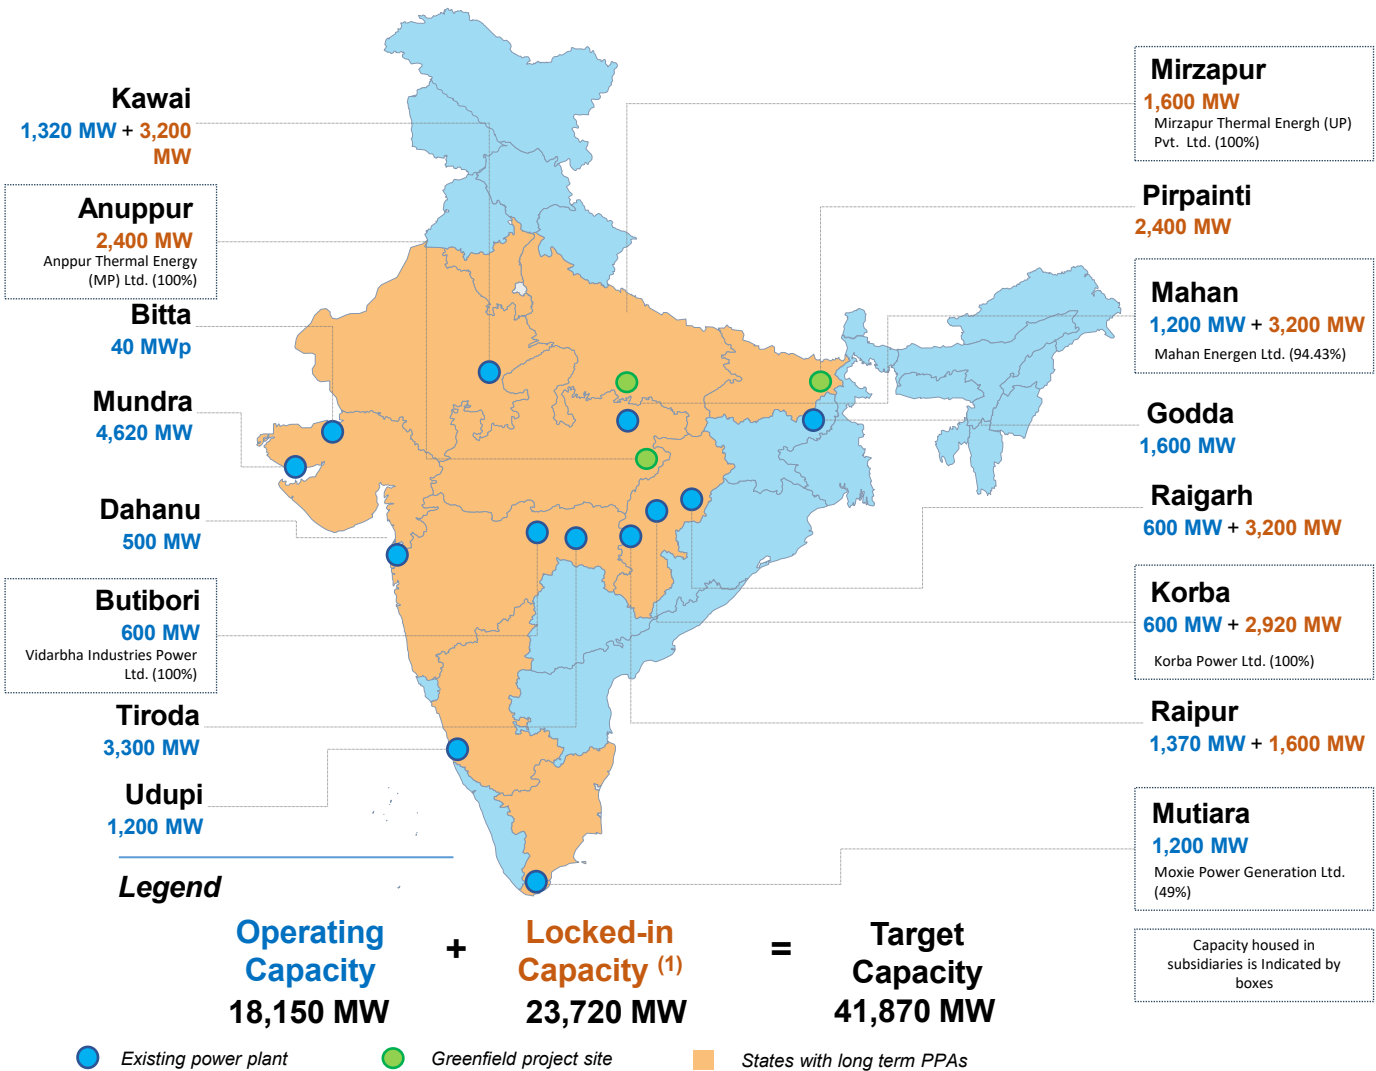 Kawai
1,320 MW + 3,200
MW
Anuppur
2,400 MW
Anppur Thermal Energy
(MP) Ltd. (100%)
Bitta
40 MWp
Mundra
4,620 MW
Dahanu
500 MW
Butibori
600 MW
Vidarbha Industries Power
Ltd. (100%)
Tiroda
3,300 MW
Udupi
1,200 MW
Mirzapur
1,600 MW
Mirzapur Thermal Energh (UP)
Pvt. Ltd. (100%)
Pirpainti
2,400 MW
Mahan
1,200 MW + 3,200 MW
Mahan Energen Ltd. (94.43%)
Godda
1,600 MW
Raigarh
600 MW + 3,200 MW
Korba
600 MW + 2,920 MW
Korba Power Ltd. (100%)
Raipur
1,370 MW + 1,600 MW
Mutiara
1,200 MW
Moxie Power Generation Ltd.
(49%)
Capacity housed in
subsidiaries is Indicated by
boxes
Legend
Operating
Capacity
18,150 MW
+
Locked-in
Capacity (1)
23,720 MW
=
Target
Capacity
41,870 MW
Existing power plant
Greenfield project site
States with long term PPAs